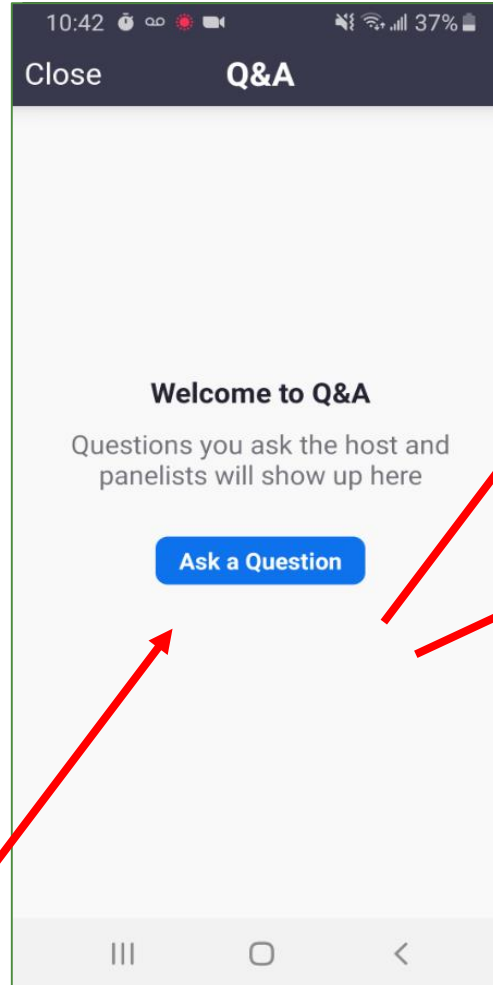 10:42 37%
Close Q&A
Welcome to Q&A
Questions you ask the host and
panelists will show up here
Ask a Question